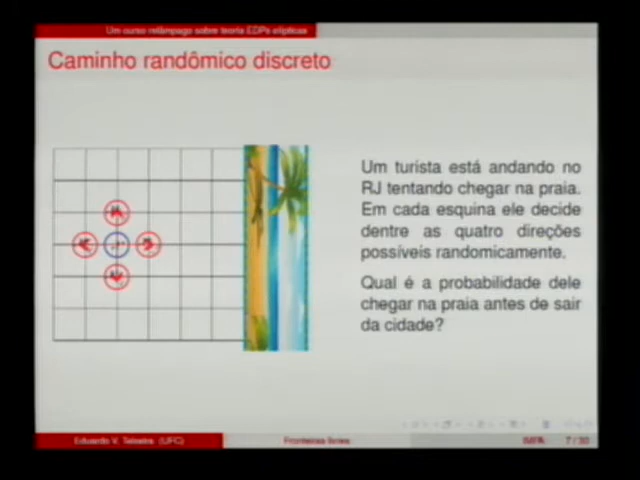 Um curso relâmpago sobre teoria EDPs elípticas
Caminho randômico discreto
Um turista está andando no
RJ tentando chegar na praia.
Em cada esquina ele decide
dentre as quatro direções
possíveis randomicamente.
Qual é a probabilidade dele
chegar na praia antes de sair
da cidade?
Eduardo V. Teixeira (UFC)
Fronteiras livres
IMPA
7 / 30